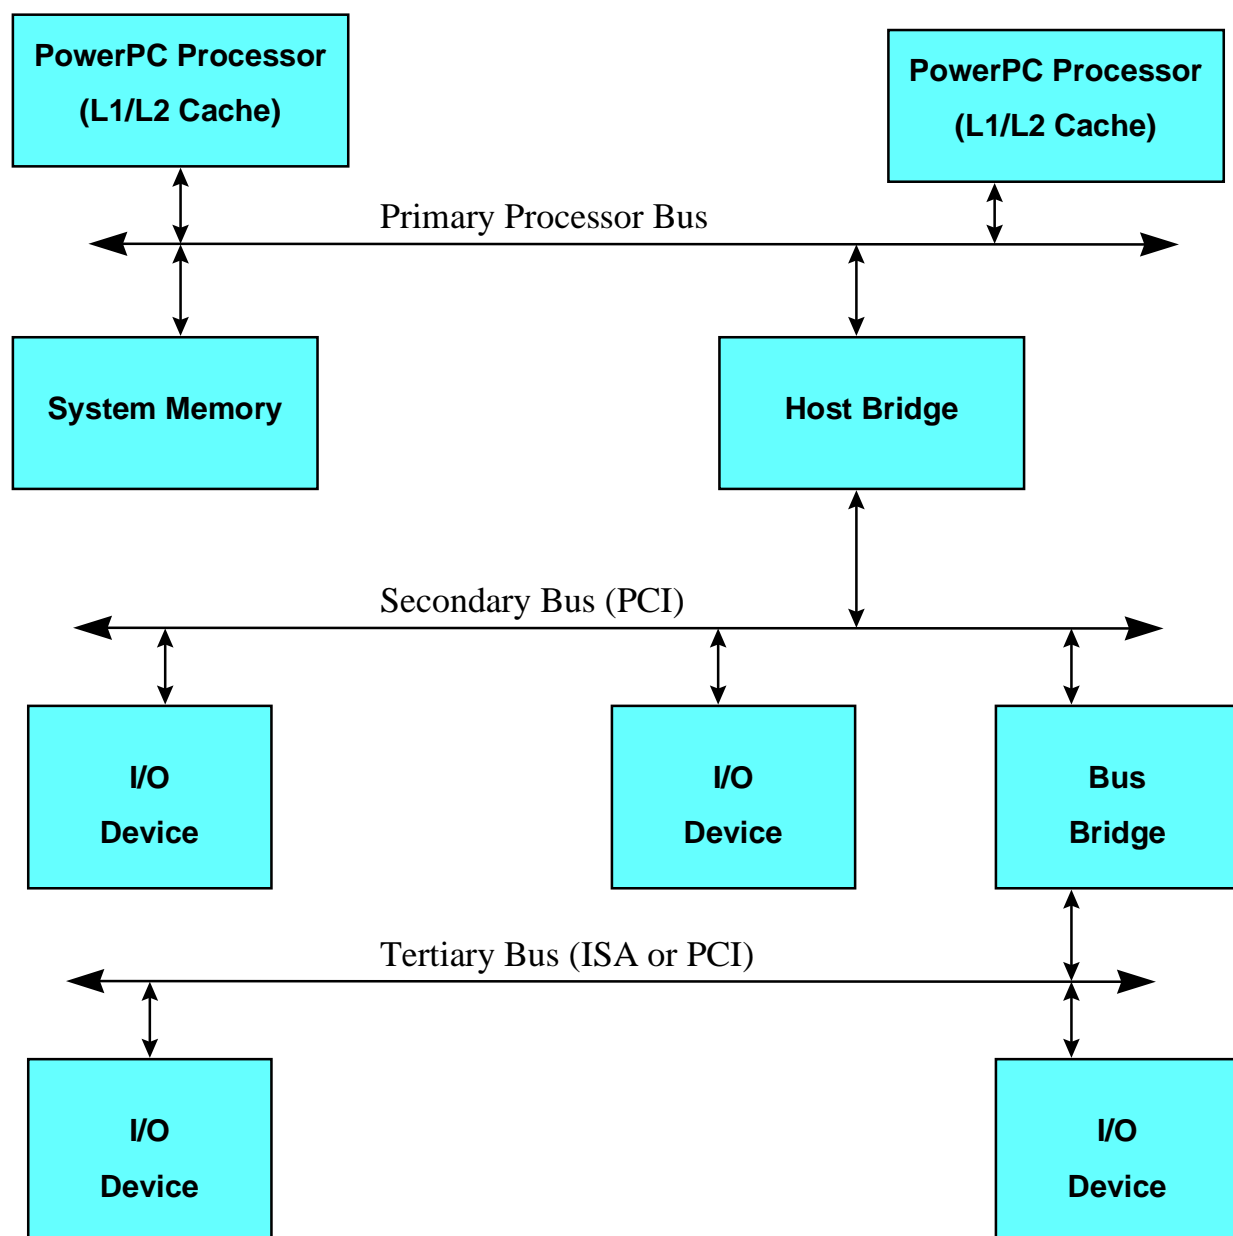 PowerPC Processor
(L1/L2 Cache)
PowerPC Processor
(L1/L2 Cache)
Primary Processor Bus
System Memory
Host Bridge
Secondary Bus (PCI)
I/O
Device
I/O
Device
Bus
Bridge
Tertiary Bus (ISA or PCI)
I/O
Device
I/O
Device